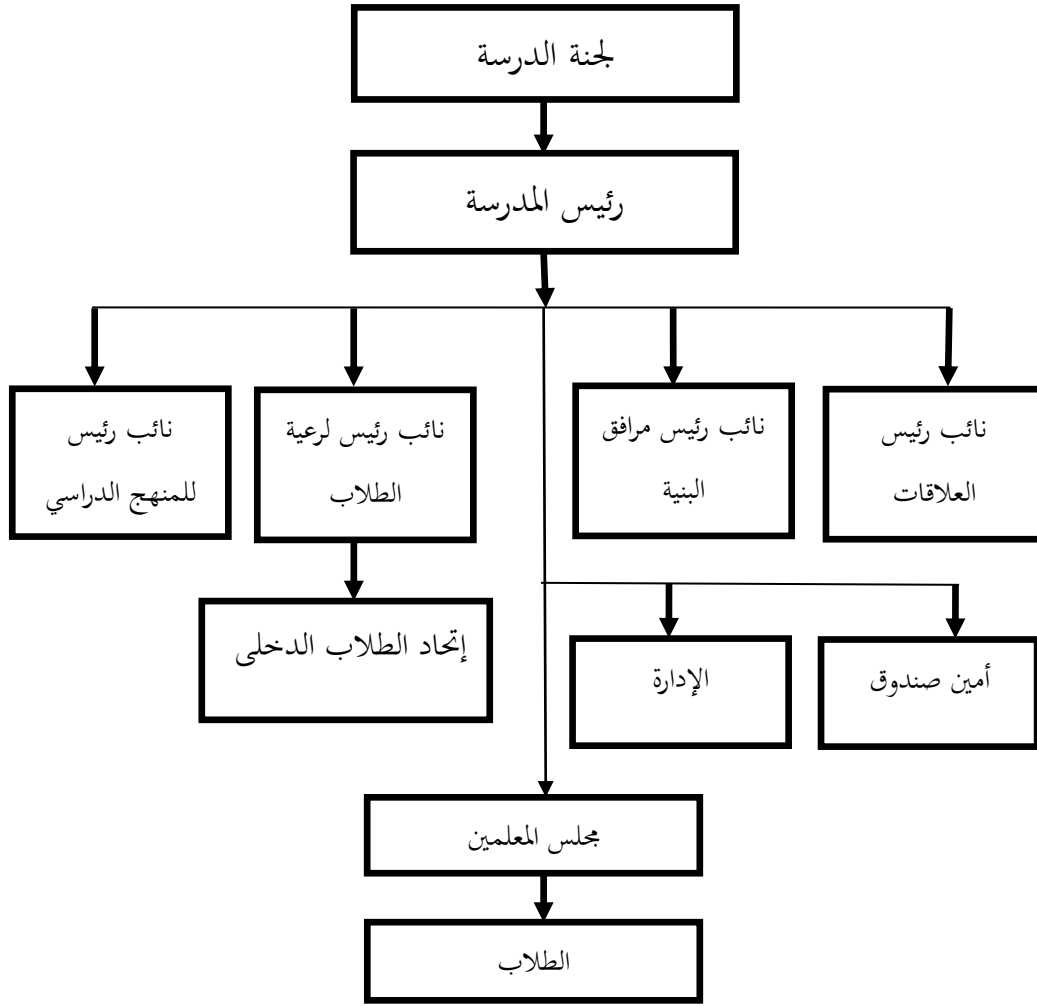 لجنة الدرسة
رئيس المدرسة
نائب رئيس
العلاقات
نائب رئيس مرافق
البنية
نائب رئيس لرعية
الطلاب
نائب رئيس
للمنهج الدراسي
أمين صندوق
الإدارة
إتحاد الطلاب الدخلى
مجلس المعلمين
الطلاب